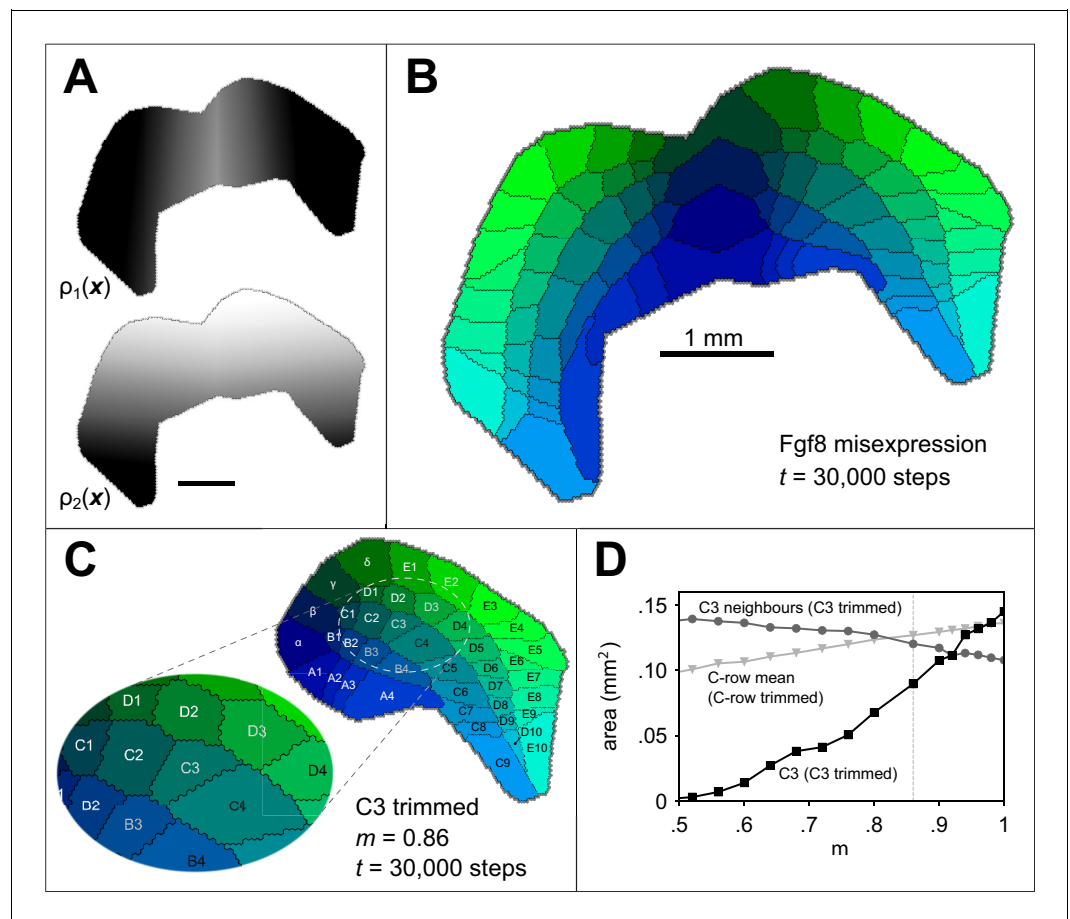 A
ρ1(x)
ρ2(x)
B
1 mm
Fgf8 misexpression
t = 30,000 steps
C
α
β
γ
δ
E1
E2
E3
E4
E5
E6
E7
E8
E9
E10
D1
D2
D3
D4
D5
D6
D7
D8
D9
D10
C1
C2
C3
C4
C5
C6
C7
C8
C9
B1
B2
B3
B4
A1
A2
A3
A4
D1
D2
D3
D4
C1
C2
C3
C4
1
D2
B3
B4
C3 trimmed
m = 0.86
t = 30,000 steps
D
area (mm2)
.15
.10
.05
0
C3 neighbours (C3 trimmed)
C-row mean
(C-row trimmed)
C3 (C3 trimmed)
.5 .6 .7 .8 .9 1
m